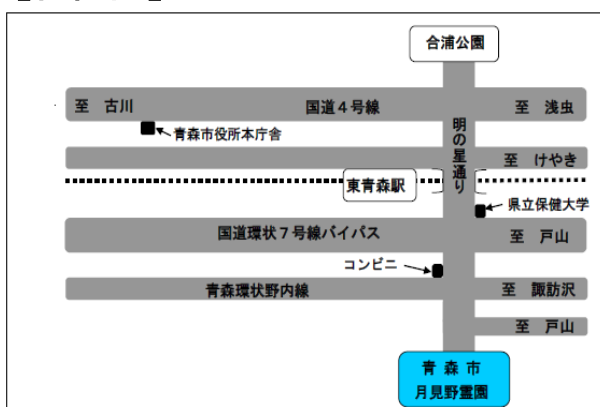 合浦公園
至 古川
国道４号線
至 浅虫
青森市役所本庁舎
明の星通り
至 けやき
東青森駅
県立保健大学
国道環状７号線バイパス
至 戸山
コンビニ
青森環状野内線
至 諏訪沢
至 戸山
青森市
月見野霊園